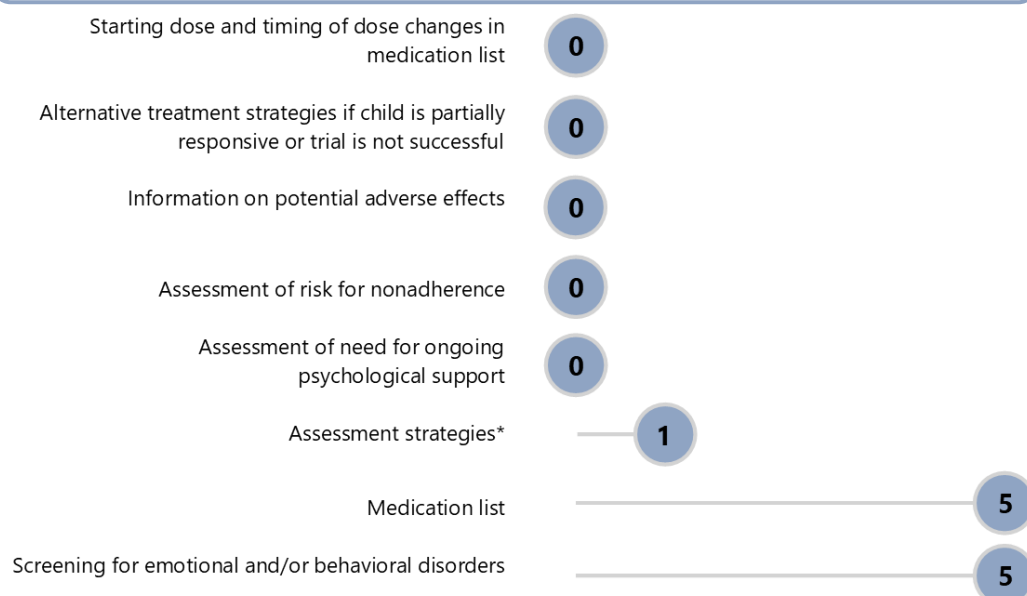 Starting dose and timing of dose changes in
medication list
0
Alternative treatment strategies if child is partially
responsive or trial is not successful
0
Information on potential adverse effects
0
Assessment of risk for nonadherence
0
Assessment of need for ongoing
psychological support
0
Assessment strategies*
1
Medication list
5
Screening for emotional and/or behavioral disorders
5